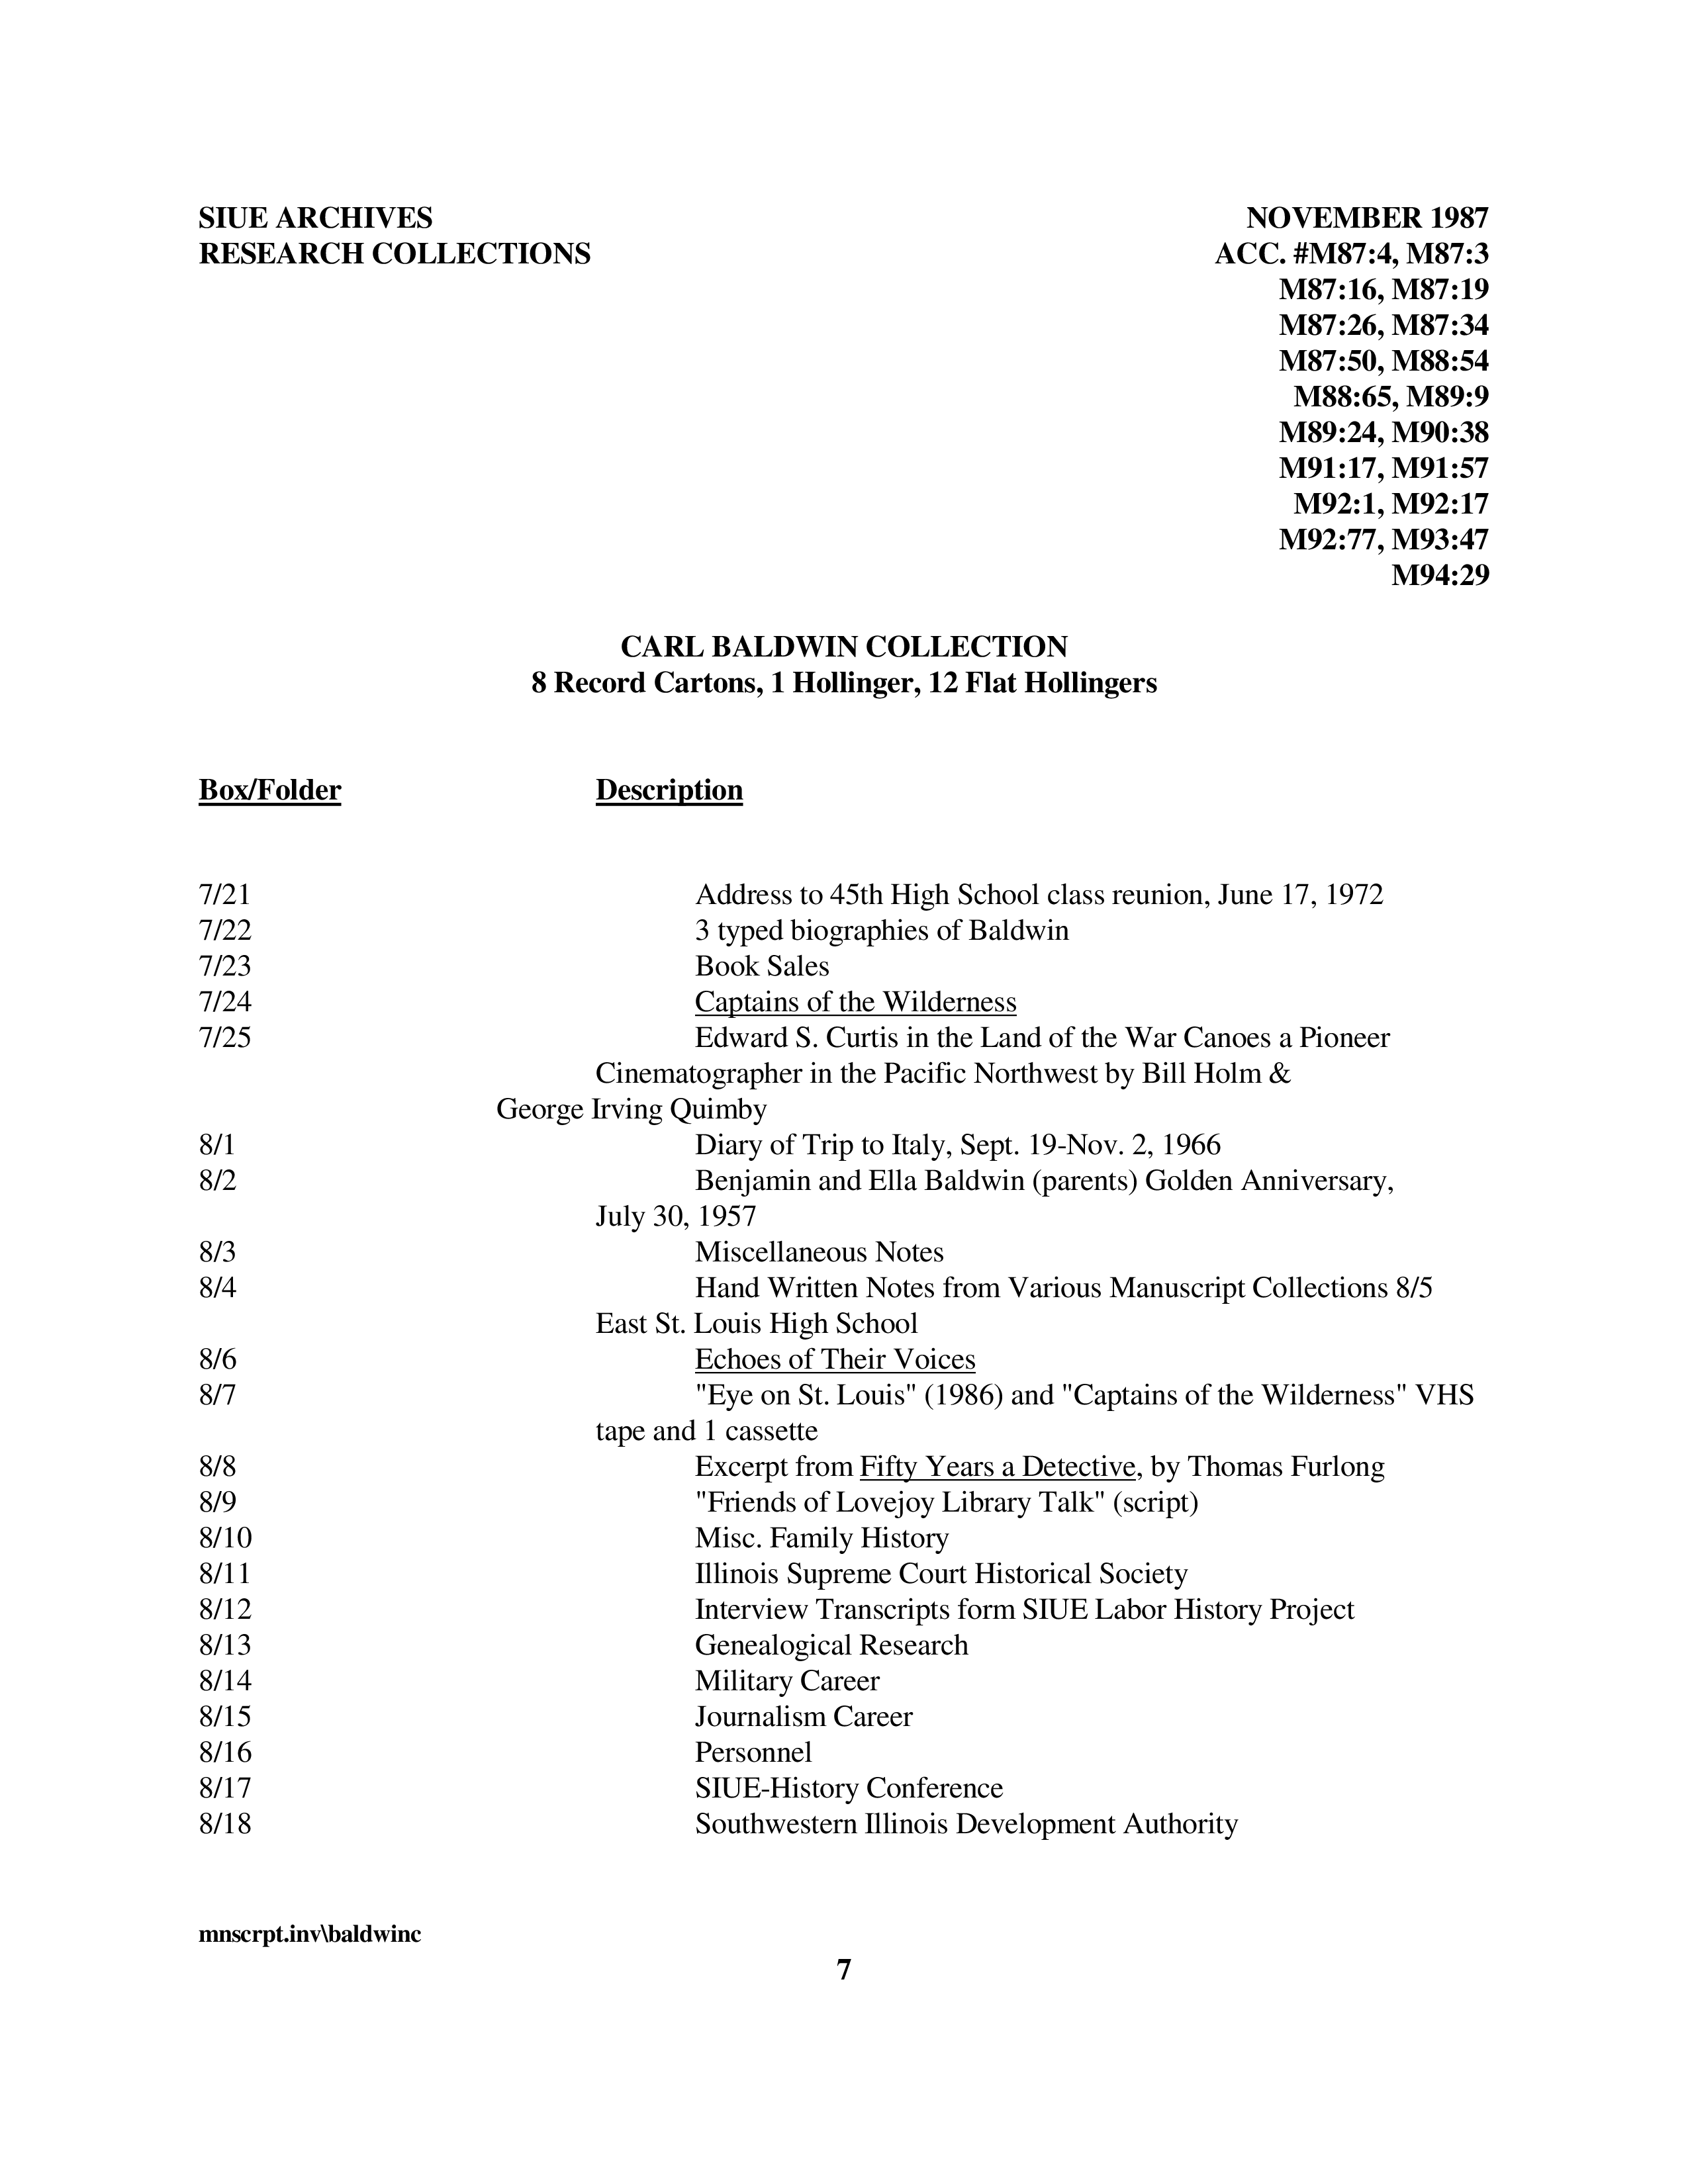 SIUE ARCHIVES NOVEMBER 1987
RESEARCH COLLECTIONS ACC. #M87:4, M87:3
M87:16, M87:19
M87:26, M87:34
M87:50, M88:54
M88:65, M89:9
M89:24, M90:38
M91:17, M91:57
M92:1, M92:17
M92:77, M93:47
M94:29
CARL BALDWIN COLLECTION
8 Record Cartons, 1 Hollinger, 12 Flat Hollingers
Box/Folder Description
7/21 Address to 45th High School class reunion, June 17, 1972
7/22 3 typed biographies of Baldwin
7/23 Book Sales
7/24 Captains of the Wilderness
7/25 Edward S. Curtis in the Land of the War Canoes a Pioneer
Cinematographer in the Pacific Northwest by Bill Holm &
George Irving Quimby
8/1 Diary of Trip to Italy, Sept. 19-Nov. 2, 1966
8/2 Benjamin and Ella Baldwin (parents) Golden Anniversary,
July 30, 1957
8/3 Miscellaneous Notes
8/4 Hand Written Notes from Various Manuscript Collections 8/5
East St. Louis High School
8/6 Echoes of Their Voices
8/7 "Eye on St. Louis" (1986) and "Captains of the Wilderness" VHS
tape and 1 cassette
8/8 Excerpt from Fifty Years a Detective, by Thomas Furlong
8/9 "Friends of Lovejoy Library Talk" (script)
8/10 Misc. Family History
8/11 Illinois Supreme Court Historical Society
8/12 Interview Transcripts form SIUE Labor History Project
8/13 Genealogical Research
8/14 Military Career
8/15 Journalism Career
8/16 Personnel
8/17 SIUE-History Conference
8/18 Southwestern Illinois Development Authority
mnscrpt.inv\baldwinc
7